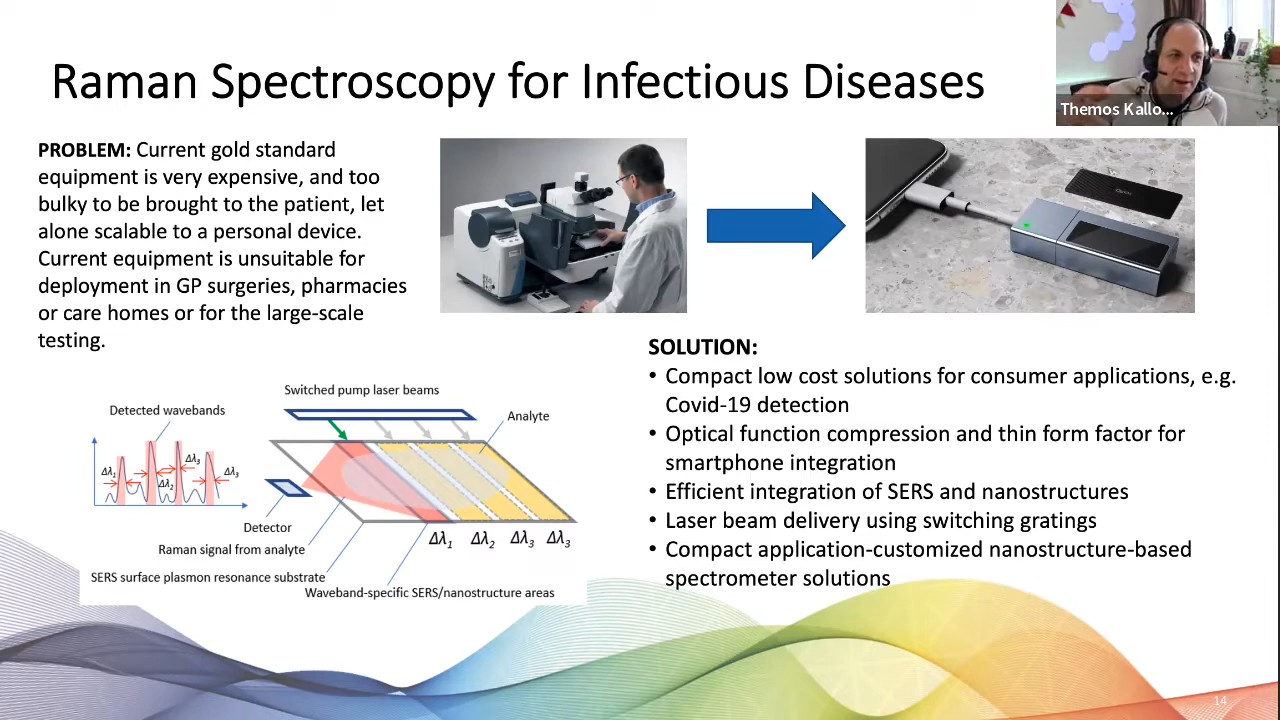 Raman Spectroscopy for Infectious Diseases
Themos Kallo...
PROBLEM: Current gold standard
equipment is very expensive, and too
bulky to be brought to the patient, let
alone scalable to a personal device.
Current equipment is unsuitable for
deployment in GP surgeries, pharmacies
or care homes or for the large-scale
testing.
SOLUTION:
• Compact low cost solutions for consumer applications, e.g.
Covid-19 detection
• Optical function compression and thin form factor for
smartphone integration
• Efficient integration of SERS and nanostructures
• Laser beam delivery using switching gratings
• Compact application-customized nanostructure-based
spectrometer solutions
Switched pump laser beams
Detected wavebands
Analyte
Δλ₁
Δλ₂
Δλ₃
Δλ₃
Detector
Δλ₁ Δλ₂ Δλ₃ Δλ₃
Raman signal from analyte
SERS surface plasmon resonance substrate
Waveband-specific SERS/nanostructure areas
14